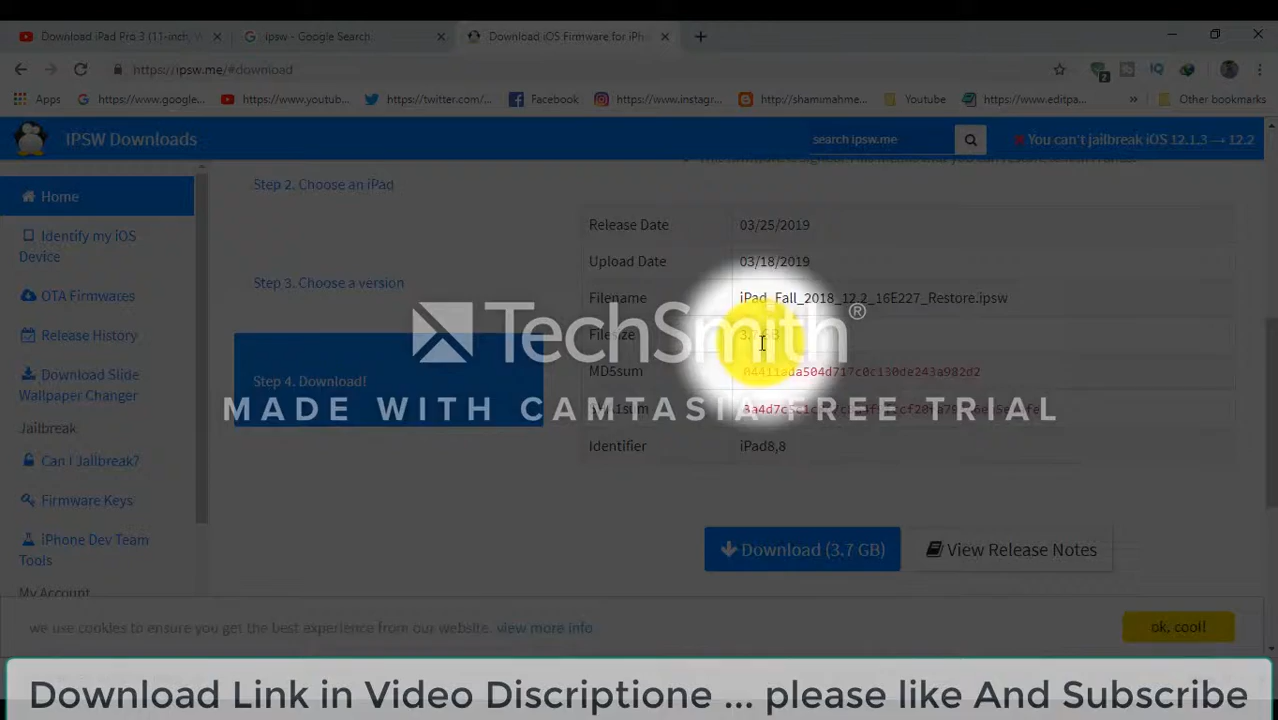 Download iPad Pro 3 (11-inch,
ipsw - Google Search
Download iOS Firmware for iPh
https://ipsw.me/#download
Apps
https://www.google...
https://www.youtub...
https://twitter.com/...
Facebook
https://www.instagr...
http://shamimahme...
Youtube
https://www.editpa...
Other bookmarks
IPSW Downloads
search ipsw.me
You can't jailbreak iOS 12.1.3 → 12.2
Home
Identify my iOS
Device
OTA Firmwares
Release History
Download Slide
Wallpaper Changer
Jailbreak
Can I Jailbreak?
Firmware Keys
iPhone Dev Team
Tools
My Account
Step 2. Choose an iPad
Step 3. Choose a version
Step 4. Download!
Release Date 03/25/2019
Upload Date 03/18/2019
Filename iPad_Fall_2018_12.2_16E227_Restore.ipsw
Filesize 3.7 GB
MD5sum
Identifier iPad8,8
Download (3.7 GB)
View Release Notes
TechSmith®
MADE WITH CAMTASIA FREE TRIAL
we use cookies to ensure you get the best experience from our website. view more info
ok, cool!
Download Link in Video Discriptione ... please like And Subscribe